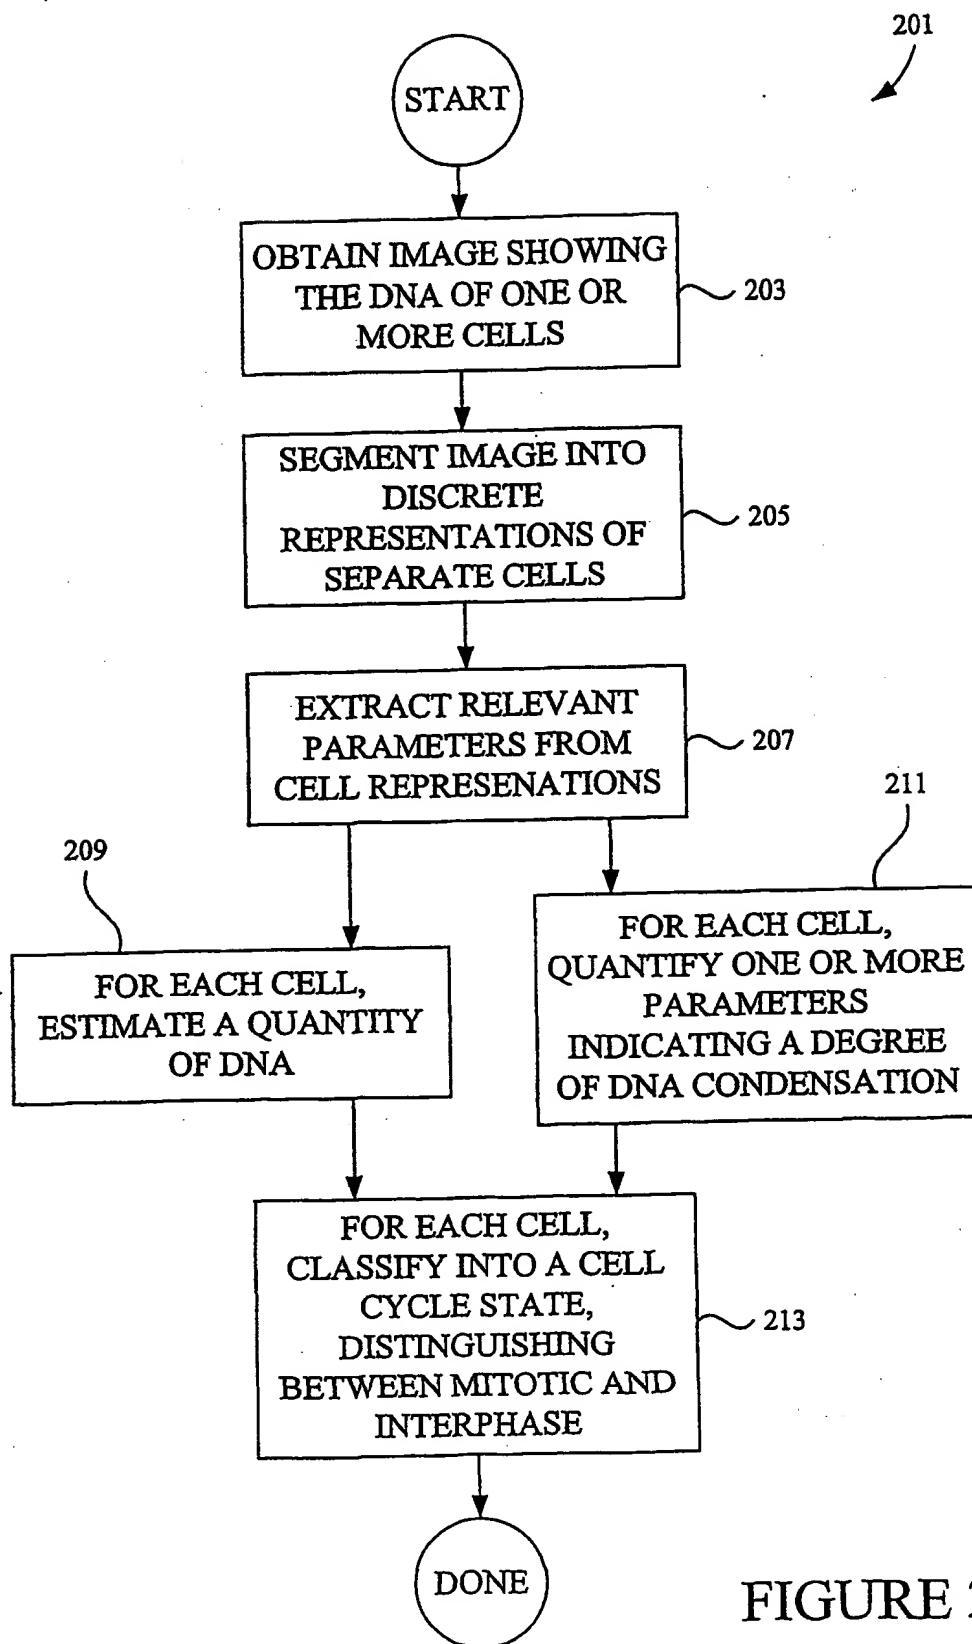 201
START
OBTAIN IMAGE SHOWING
THE DNA OF ONE OR
MORE CELLS
203
SEGMENT IMAGE INTO
DISCRETE
REPRESENTATIONS OF
SEPARATE CELLS
205
EXTRACT RELEVANT
PARAMETERS FROM
CELL REPRESENATIONS
207
209
FOR EACH CELL,
ESTIMATE A QUANTITY
OF DNA
211
FOR EACH CELL,
QUANTIFY ONE OR MORE
PARAMETERS
INDICATING A DEGREE
OF DNA CONDENSATION
FOR EACH CELL,
CLASSIFY INTO A CELL
CYCLE STATE,
DISTINGUISHING
BETWEEN MITOTIC AND
INTERPHASE
213
DONE
FIGURE